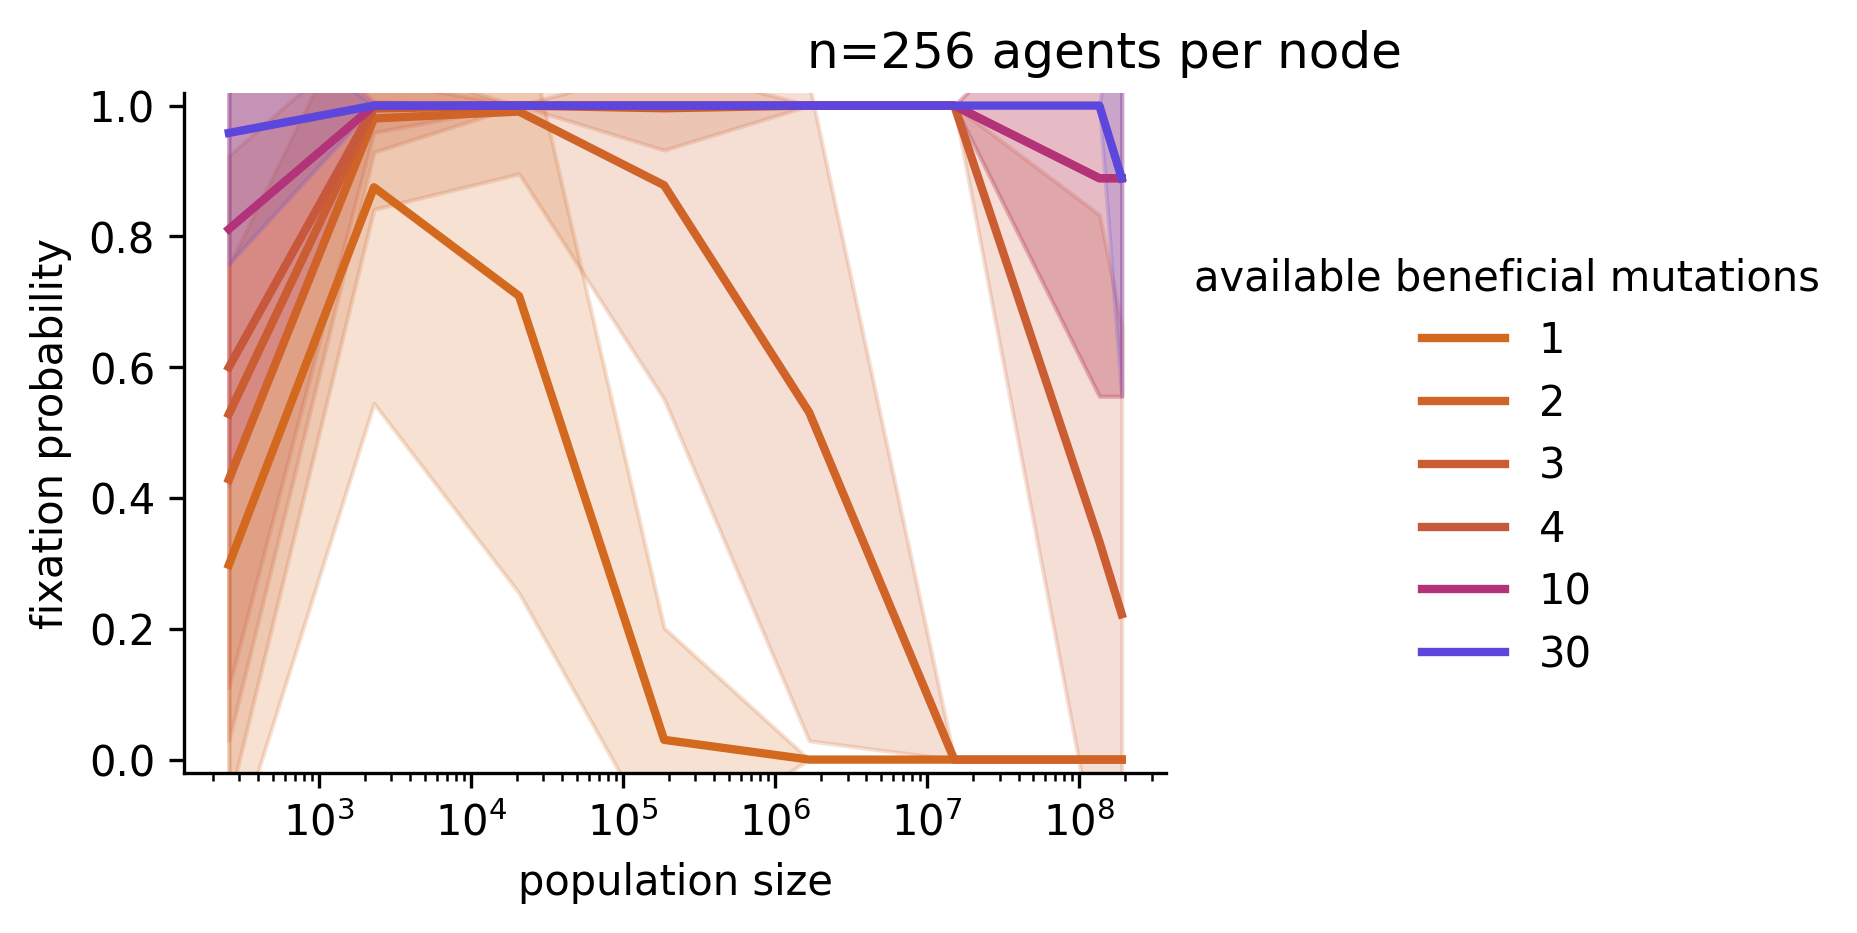 n=256 agents per node
fixation probability
1.0
0.8
0.6
0.4
0.2
0.0
10³ 10⁴ 10⁵ 10⁶ 10⁷ 10⁸
population size
available beneficial mutations
1
2
3
4
10
30